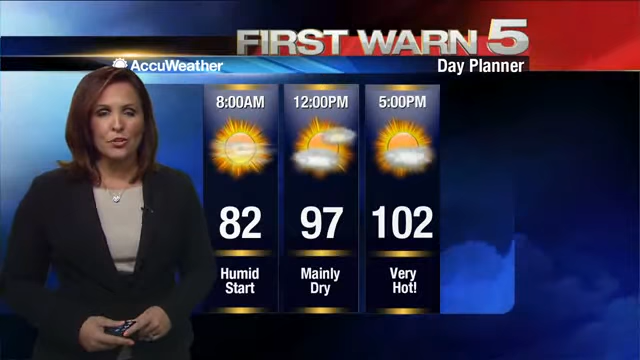 FIRST WARN 5
AccuWeather
Day Planner
8:00AM 12:00PM 5:00PM
82 97 102
Humid Start
Mainly Dry
Very Hot!